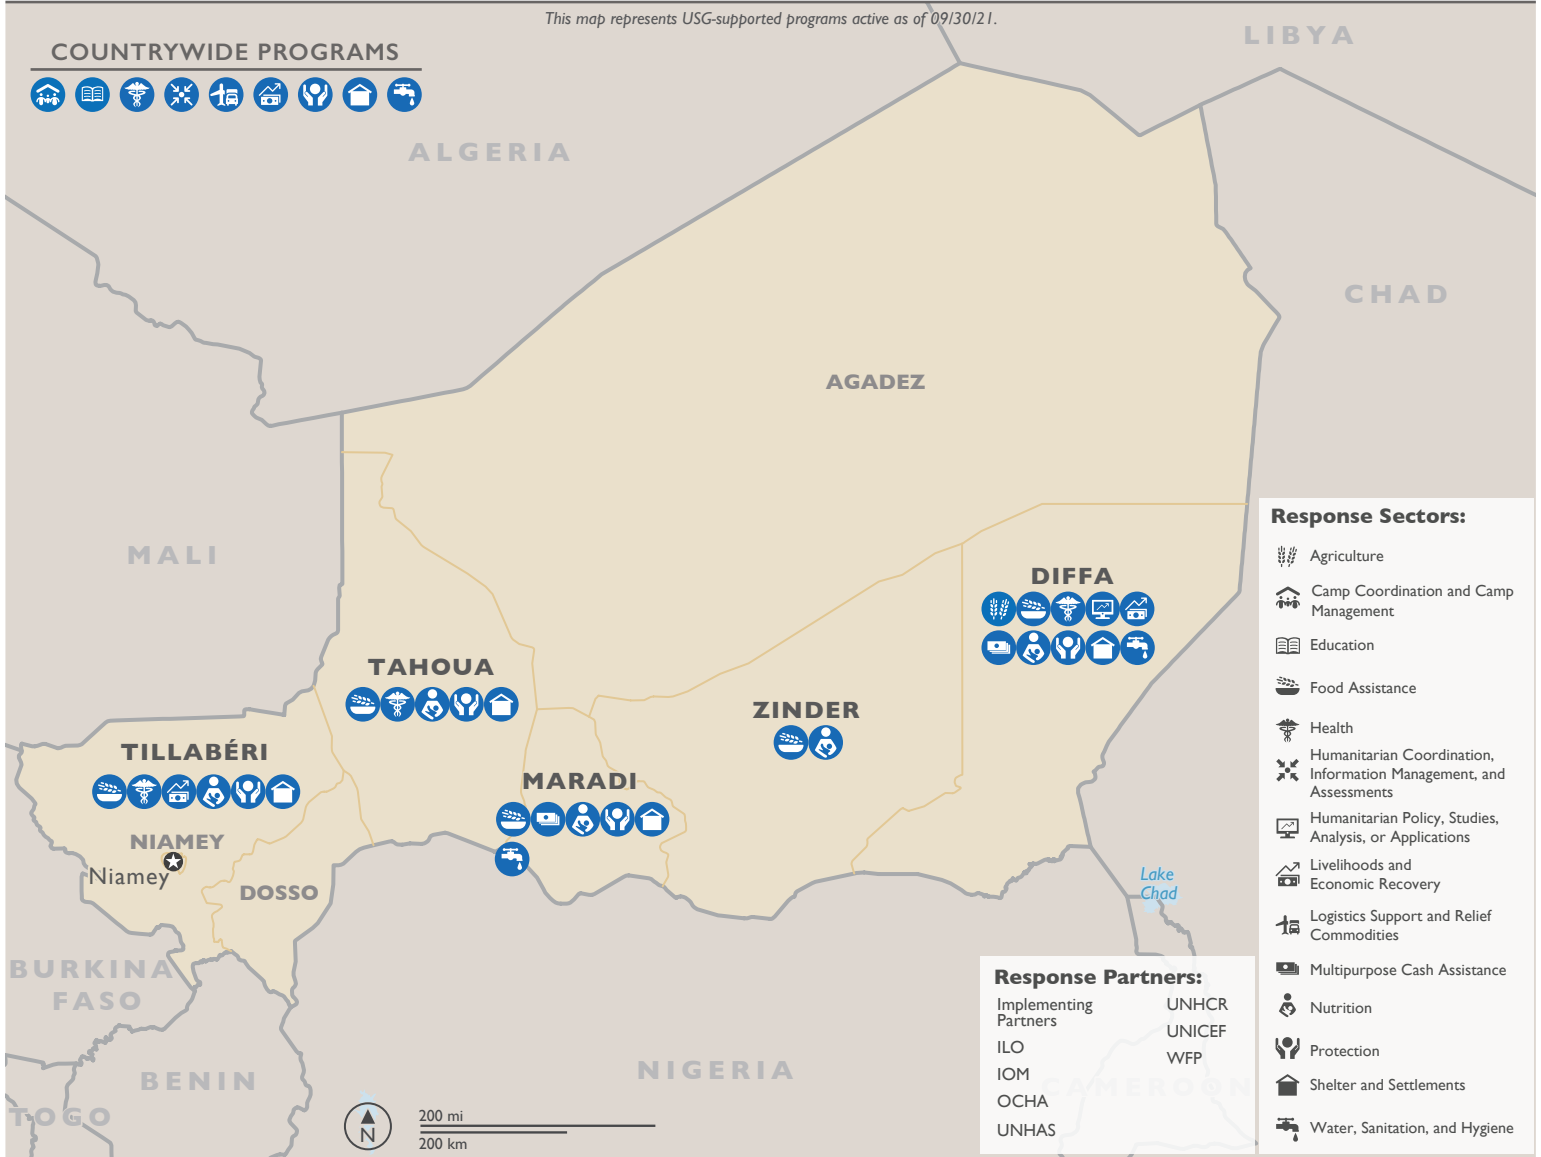 This map represents USG-supported programs active as of 09/30/21.
COUNTRYWIDE PROGRAMS
LIBYA
ALGERIA
CHAD
AGADEZ
MALI
DIFFA
TAHOUA
ZINDER
TILLABÉRI
MARADI
NIAMEY
Niamey
DOSSO
Lake
Chad
BURKINA
FASO
BENIN
TOGO
NIGERIA
CAMEROON
N
200 mi
200 km
Response Partners:
Implementing
Partners
ILO
IOM
OCHA
UNHAS
UNHCR
UNICEF
WFP
Response Sectors:
Agriculture
Camp Coordination and Camp
Management
Education
Food Assistance
Health
Humanitarian Coordination,
Information Management, and
Assessments
Humanitarian Policy, Studies,
Analysis, or Applications
Livelihoods and
Economic Recovery
Logistics Support and Relief
Commodities
Multipurpose Cash Assistance
Nutrition
Protection
Shelter and Settlements
Water, Sanitation, and Hygiene